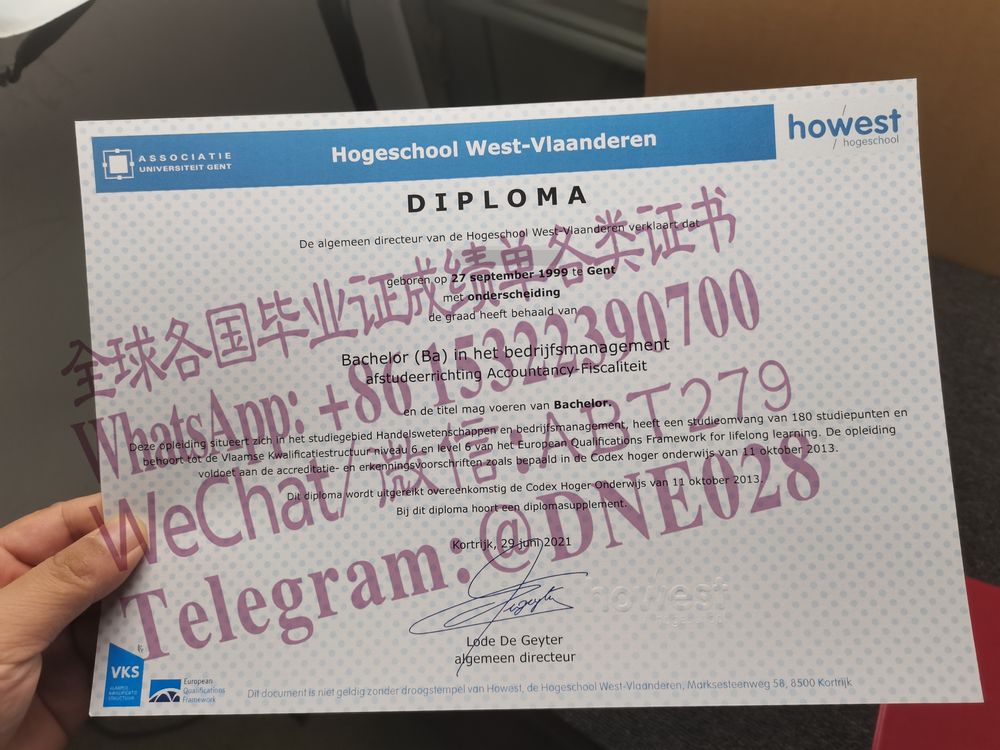 ASSOCIATIE
UNIVERSITEIT GENT
Hogeschool West-Vlaanderen
howest
hogeschool
DIPLOMA
De algemeen directeur van de Hogeschool West-Vlaanderen verklaart dat
geboren op 27 september 1999 te Gent
met onderscheiding
de graad heeft behaald van
Bachelor (Ba) in het bedrijfsmanagement
afstudeerrichting Accountancy-Fiscaliteit
en de titel mag voeren van Bachelor.
Deze opleiding situeert zich in het studiegebied Handelswetenschappen en bedrijfsmanagement, heeft een studieomvang van 180 studiepunten en
behoort tot de Vlaamse Kwalificatiestructuur niveau 6 en level 6 van het European Qualifications Framework for lifelong learning. De opleiding
voldoet aan de accreditatie- en erkenningsvoorschriften zoals bepaald in de Codex hoger onderwijs van 11 oktober 2013.
Dit diploma wordt uitgereikt overeenkomstig de Codex Hoger Onderwijs van 11 oktober 2013.
Bij dit diploma hoort een diplomasupplement.
Kortrijk, 29 juni 2021
howest
Lode De Geyter
algemeen directeur
VKS
VLAAMSE
KWALIFICATIE
STRUCTUUR
European
Qualifications
Framework
Dit document is niet geldig zonder droogstempel van Howest, de Hogeschool West-Vlaanderen, Marksesteenweg 58, 8500 Kortrijk
全球各国毕业证成绩单各类证书
WhatsApp: +86 15322390700
WeChat/微信:ART279
Telegram:@DNE028